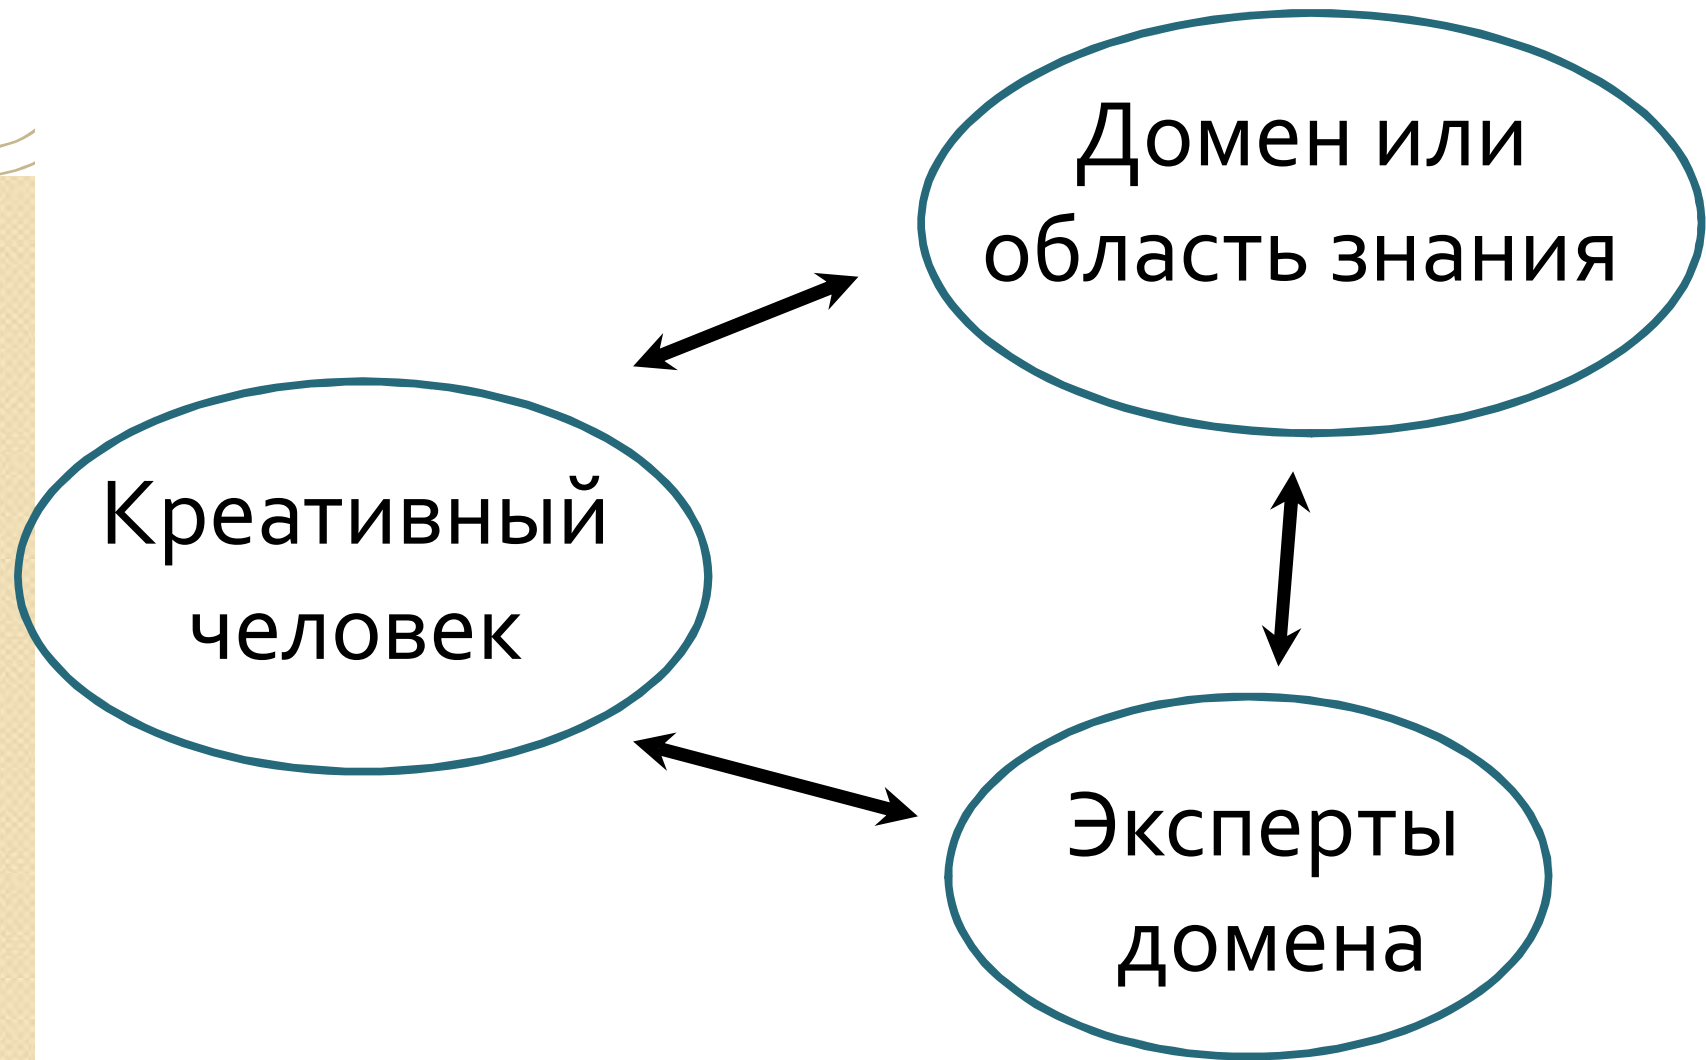 Домен или
область знания
Креативный
человек
Эксперты
домена